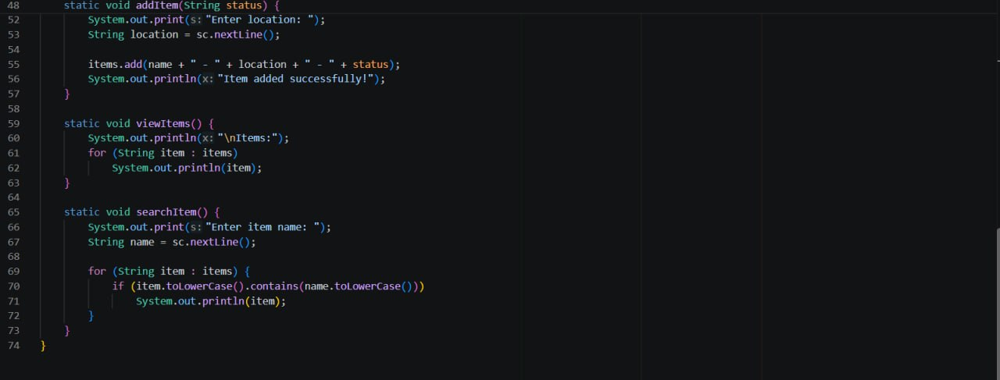 48 static void addItem(String status) {
52 System.out.print(s: "Enter location: ");
53 String location = sc.nextLine();
54
55 items.add(name + " - " + location + " - " + status);
56 System.out.println(x: "Item added successfully!");
57 }
58
59 static void viewItems() {
60 System.out.println(x: "\nItems:");
61 for (String item : items)
62 System.out.println(item);
63 }
64
65 static void searchItem() {
66 System.out.print(s: "Enter item name: ");
67 String name = sc.nextLine();
68
69 for (String item : items) {
70 if (item.toLowerCase().contains(name.toLowerCase()))
71 System.out.println(item);
72 }
73 }
74 }